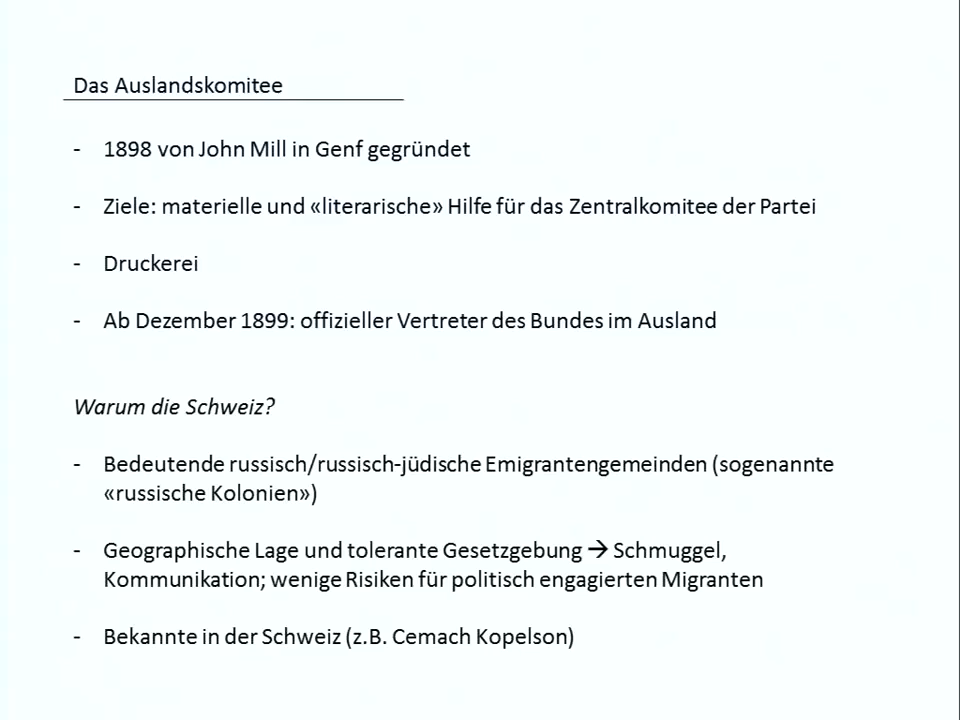 Das Auslandskomitee
- 1898 von John Mill in Genf gegründet
- Ziele: materielle und «literarische» Hilfe für das Zentralkomitee der Partei
- Druckerei
- Ab Dezember 1899: offizieller Vertreter des Bundes im Ausland
Warum die Schweiz?
- Bedeutende russisch/russisch-jüdische Emigrantengemeinden (sogenannte
«russische Kolonien»)
- Geographische Lage und tolerante Gesetzgebung → Schmuggel,
Kommunikation; wenige Risiken für politisch engagierten Migranten
- Bekannte in der Schweiz (z.B. Cemach Kopelson)